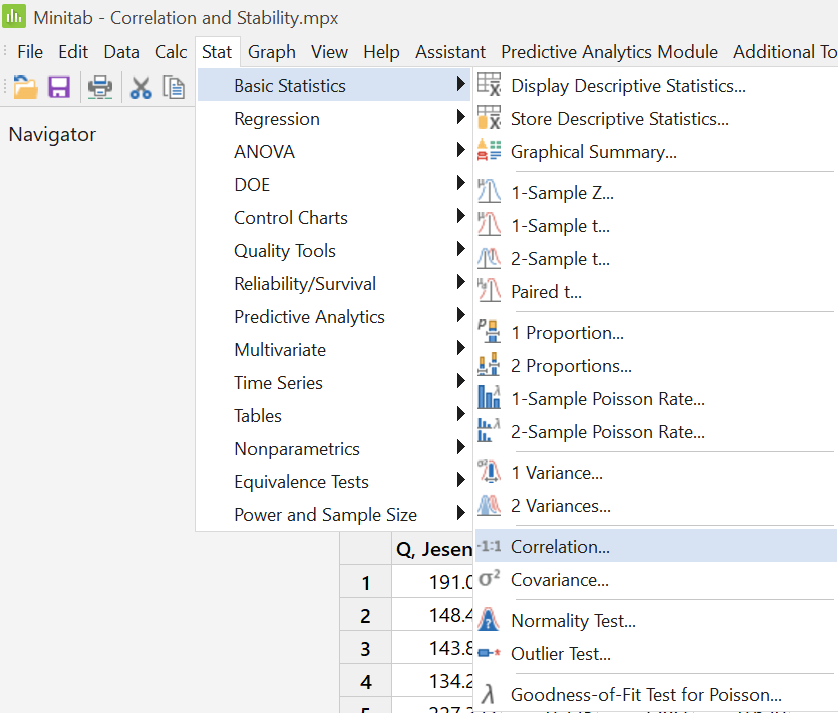 Minitab - Correlation and Stability.mpx
File Edit Data Calc Stat Graph View Help Assistant Predictive Analytics Module Additional To
Navigator
Basic Statistics
Regression
ANOVA
DOE
Control Charts
Quality Tools
Reliability/Survival
Predictive Analytics
Multivariate
Time Series
Tables
Nonparametrics
Equivalence Tests
Power and Sample Size
Display Descriptive Statistics...
Store Descriptive Statistics...
Graphical Summary...
1-Sample Z...
1-Sample t...
2-Sample t...
Paired t...
1 Proportion...
2 Proportions...
1-Sample Poisson Rate...
2-Sample Poisson Rate...
1 Variance...
2 Variances...
-1:1 Correlation...
σ² Covariance...
Normality Test...
Outlier Test...
λ Goodness-of-Fit Test for Poisson...
Q, Jesen
1 191.0
2 148.4
3 143.8
4 134.2